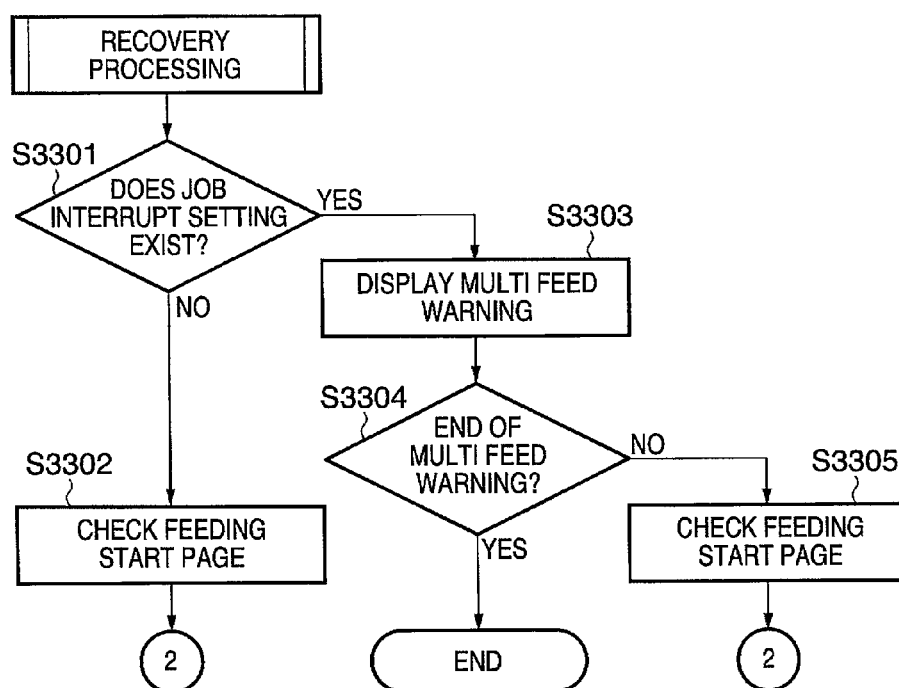 RECOVERY
PROCESSING
S3301
DOES JOB
INTERRUPT SETTING
EXIST?
YES
NO
S3303
DISPLAY MULTI FEED
WARNING
S3304
END OF
MULTI FEED
WARNING?
NO
YES
S3302
CHECK FEEDING
START PAGE
S3305
CHECK FEEDING
START PAGE
2
END
2